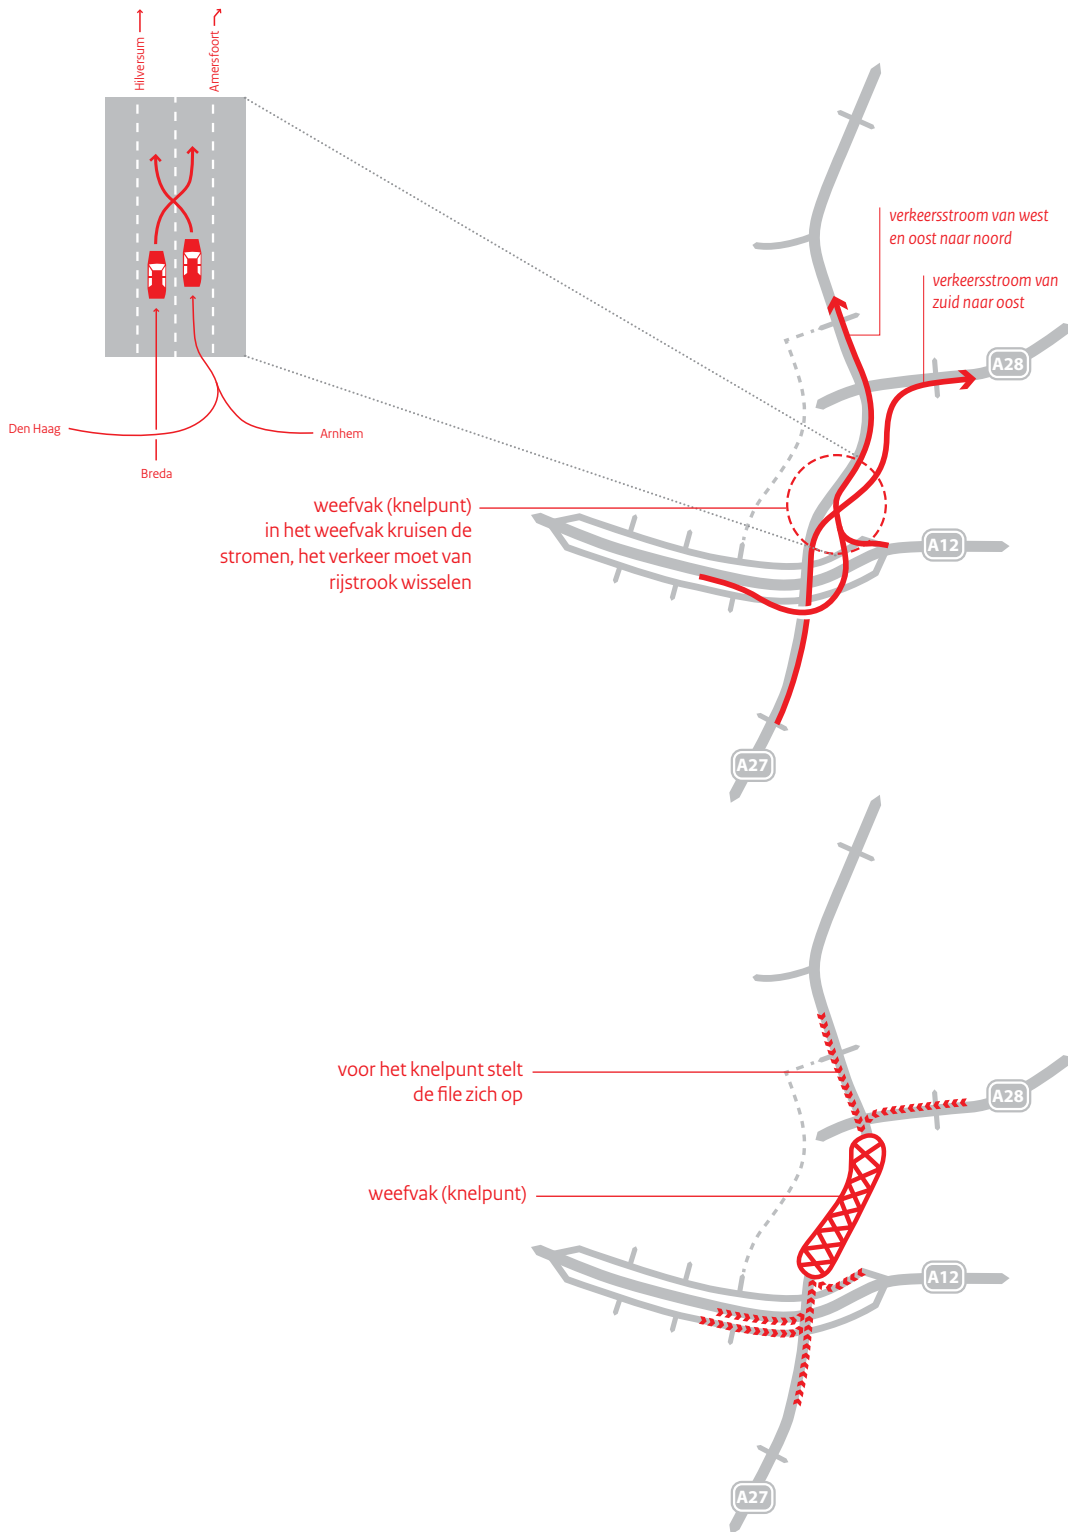 Hilversum
Amersfoort
Den Haag
Arnhem
Breda
verkeersstroom van west
en oost naar noord
verkeersstroom van
zuid naar oost
A28
weefvak (knelpunt)
in het weefvak kruisen de
stromen, het verkeer moet van
rijstrook wisselen
A12
A27
voor het knelpunt stelt
de file zich op
A28
weefvak (knelpunt)
A12
A27